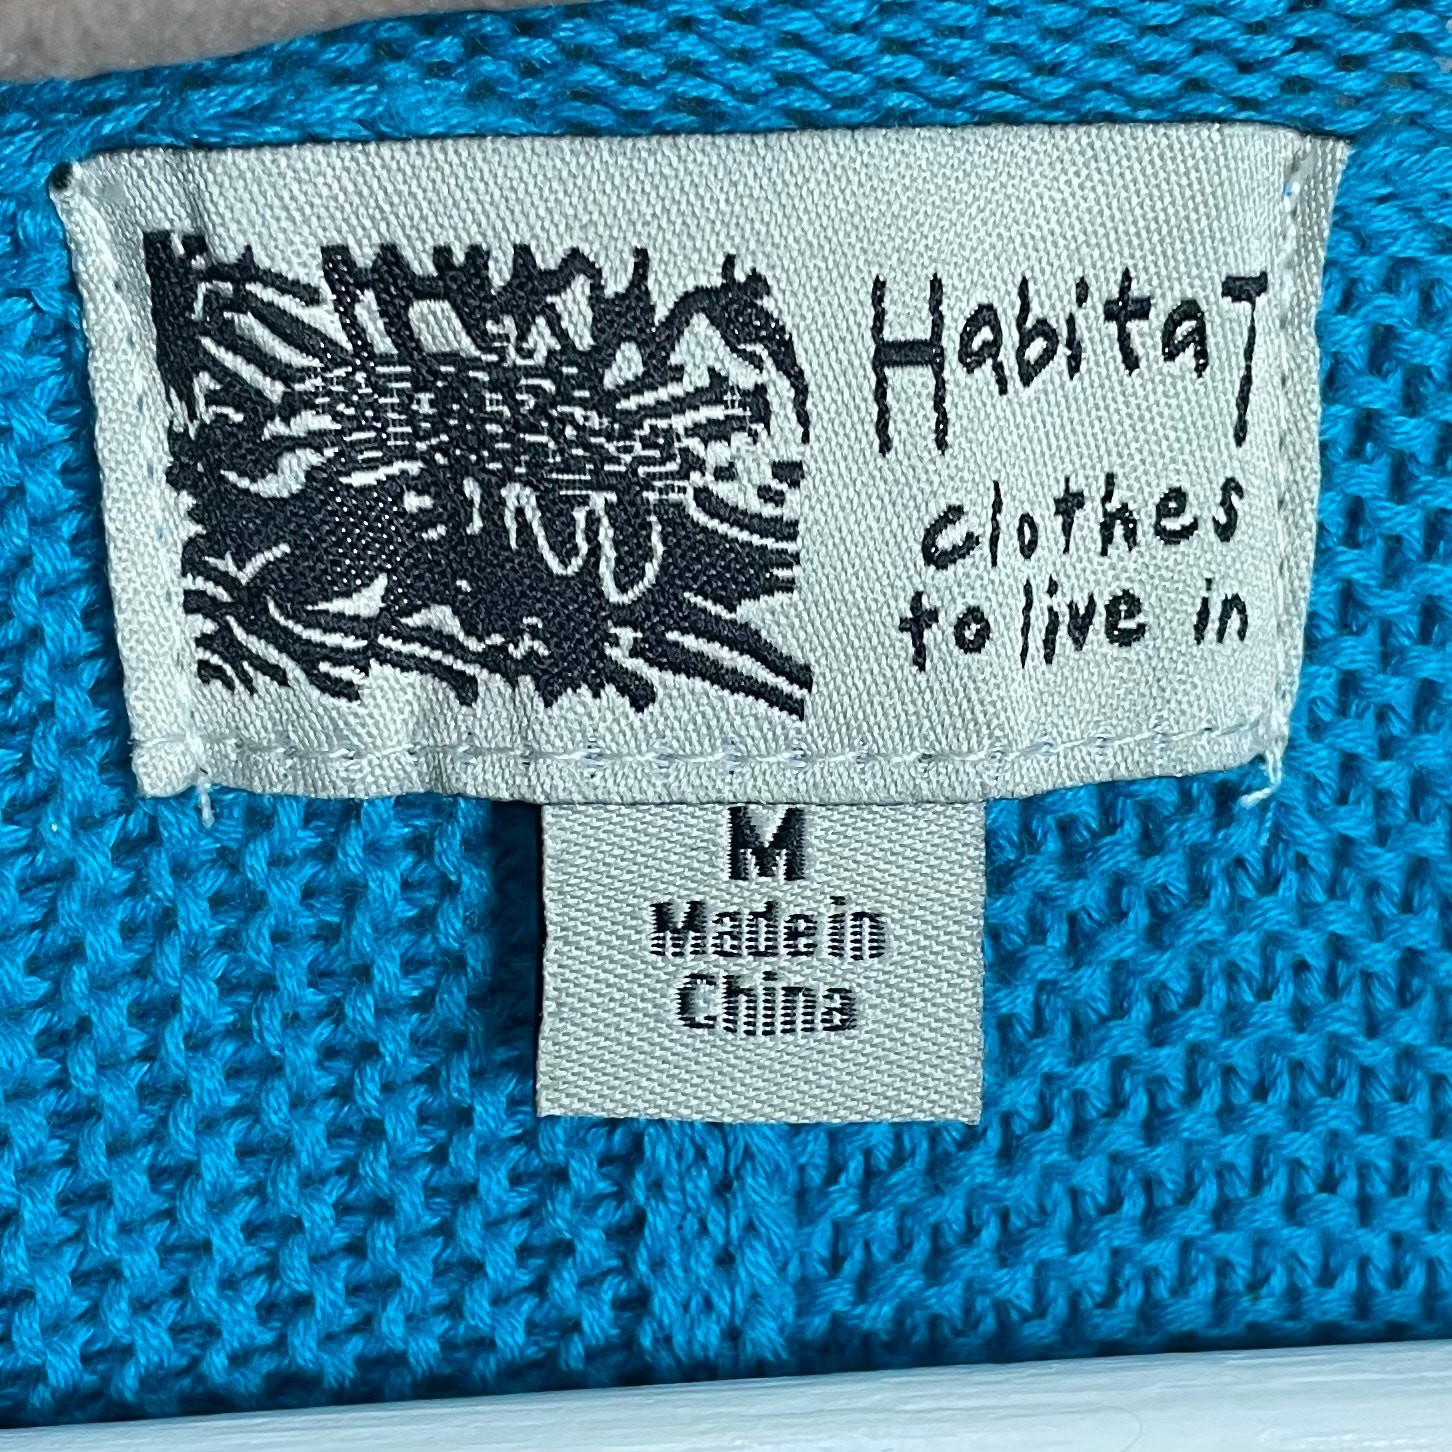 HabitaT
clothes
to live in
M
Made in
China